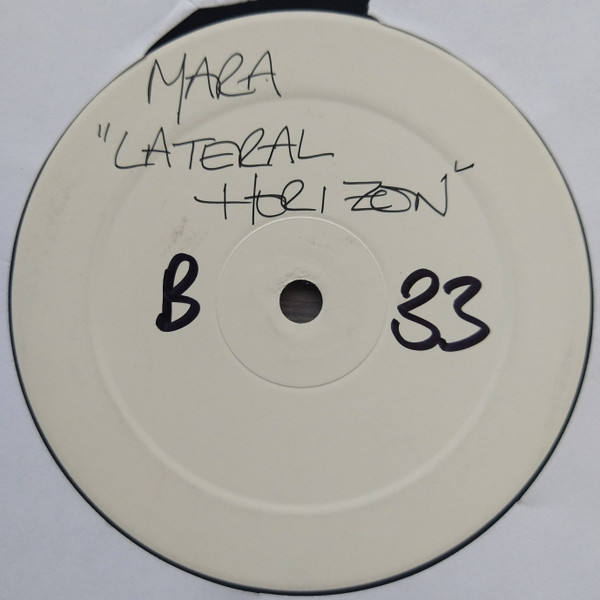 MARA
"LATERAL
HORIZON"
B 33